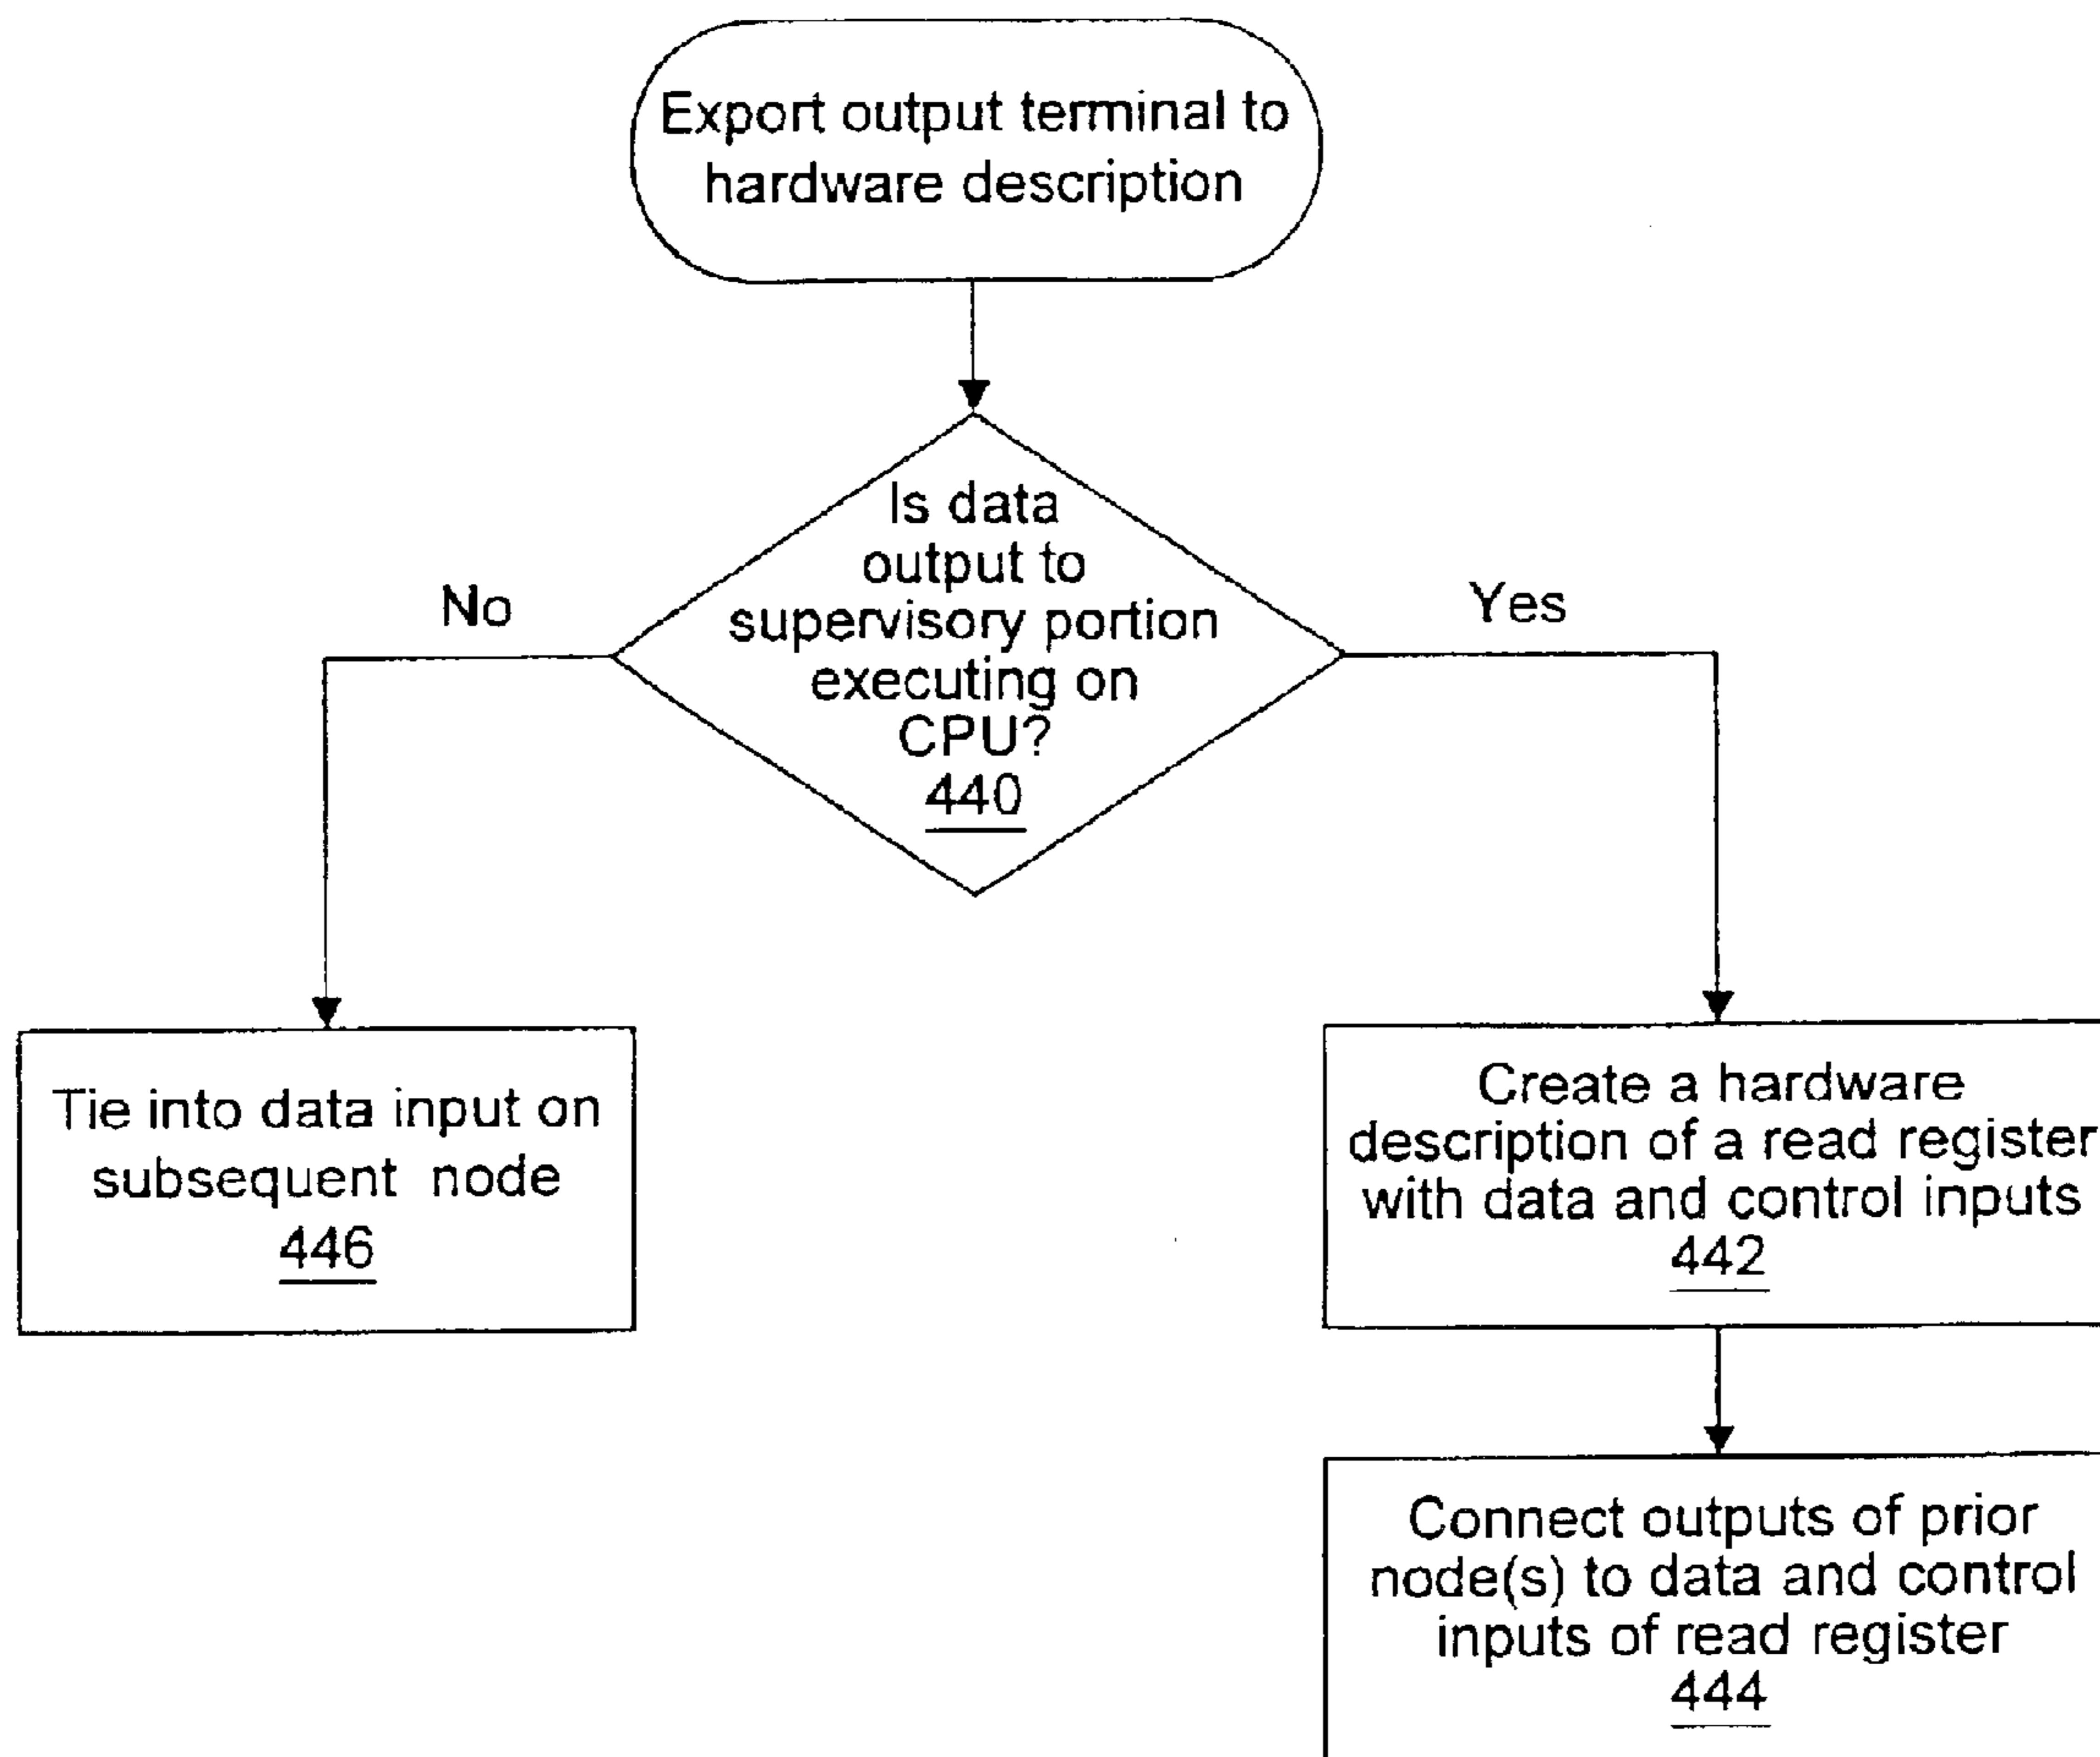 Export output terminal to
hardware description
Is data
output to
supervisory portion
executing on
CPU?
440
No
Yes
Tie into data input on
subsequent node
446
Create a hardware
description of a read register
with data and control inputs
442
Connect outputs of prior
node(s) to data and control
inputs of read register
444